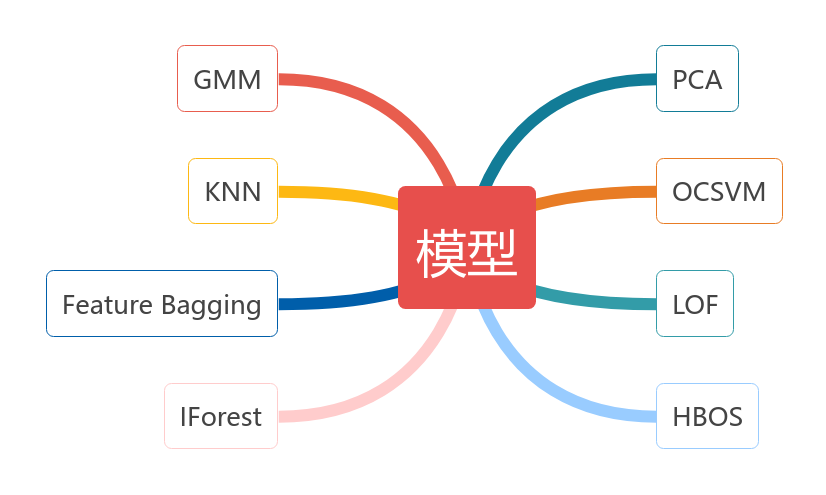 GMM
KNN
Feature Bagging
IForest
模型
PCA
OCSVM
LOF
HBOS